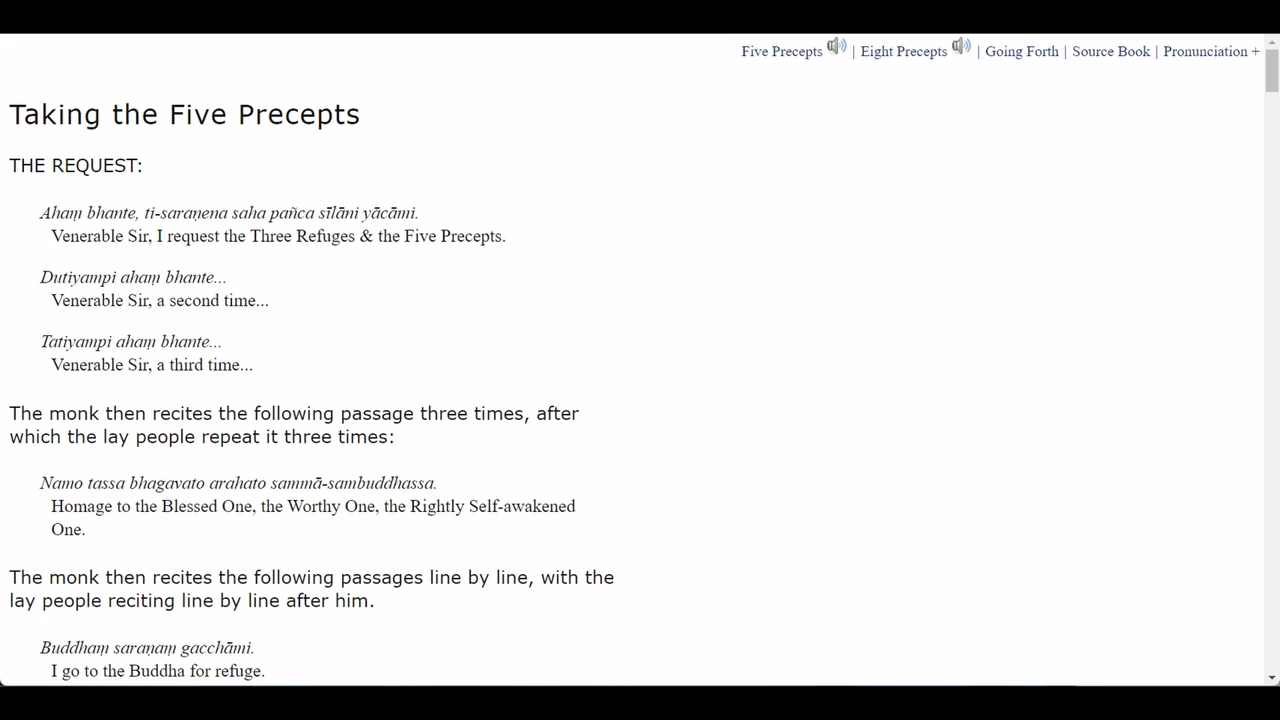 Five Precepts | Eight Precepts | Going Forth | Source Book | Pronunciation +
Taking the Five Precepts
THE REQUEST:
Ahaṃ bhante, ti-saraṇena saha pañca sīlāni yācāmi.
Venerable Sir, I request the Three Refuges & the Five Precepts.
Dutiyampi ahaṃ bhante...
Venerable Sir, a second time...
Tatiyampi ahaṃ bhante...
Venerable Sir, a third time...
The monk then recites the following passage three times, after
which the lay people repeat it three times:
Namo tassa bhagavato arahato sammā-sambuddhassa.
Homage to the Blessed One, the Worthy One, the Rightly Self-awakened
One.
The monk then recites the following passages line by line, with the
lay people reciting line by line after him.
Buddhaṃ saraṇaṃ gacchāmi.
I go to the Buddha for refuge.